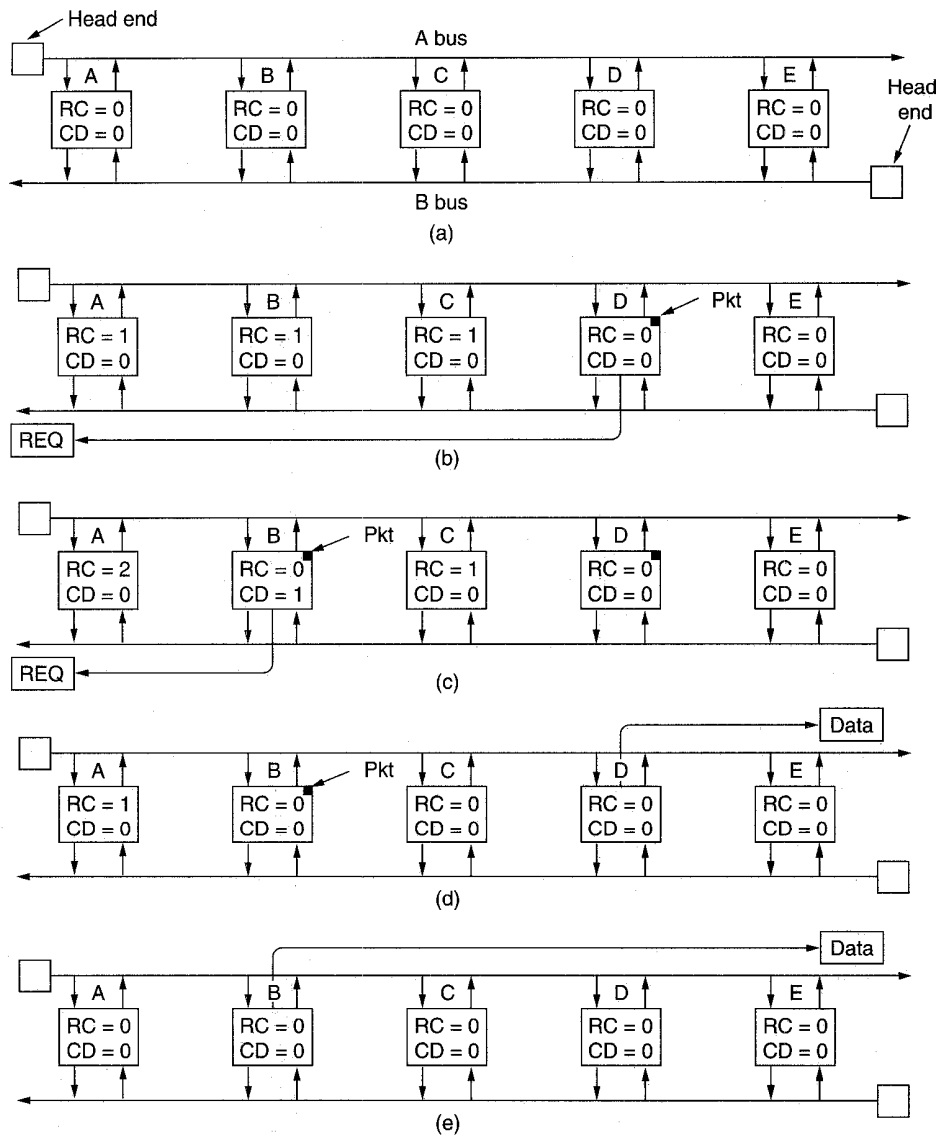 Head end
A bus
A B C D E
Head
end
RC = 0 RC = 0 RC = 0 RC = 0 RC = 0
CD = 0 CD = 0 CD = 0 CD = 0 CD = 0
B bus
(a)
A B C D Pkt E
RC = 1 RC = 1 RC = 1 RC = 0 RC = 0
CD = 0 CD = 0 CD = 0 CD = 0 CD = 0
REQ
(b)
A B Pkt C D E
RC = 2 RC = 0 RC = 1 RC = 0 RC = 0
CD = 0 CD = 1 CD = 0 CD = 0 CD = 0
REQ
(c)
Data
A B Pkt C D E
RC = 1 RC = 0 RC = 0 RC = 0 RC = 0
CD = 0 CD = 0 CD = 0 CD = 0 CD = 0
(d)
Data
A B C D E
RC = 0 RC = 0 RC = 0 RC = 0 RC = 0
CD = 0 CD = 0 CD = 0 CD = 0 CD = 0
(e)